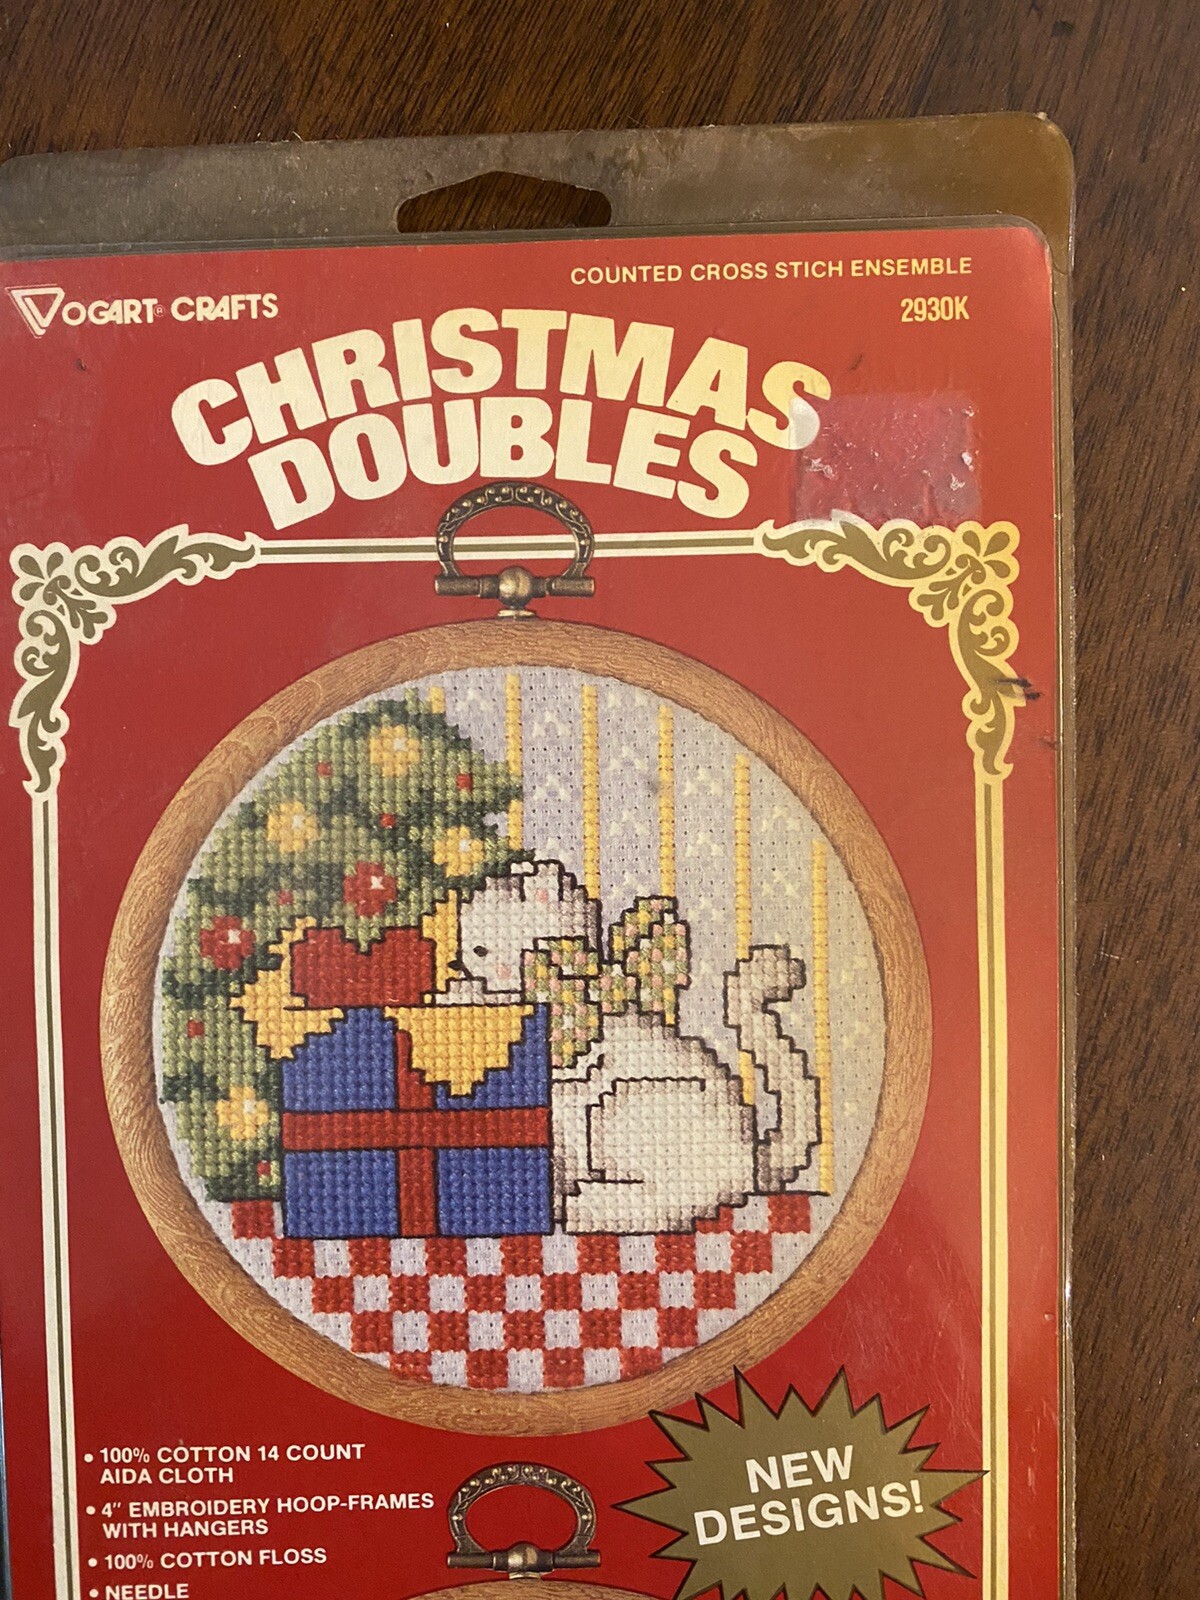 VOGART® CRAFTS
COUNTED CROSS STICH ENSEMBLE
2930K
CHRISTMAS
DOUBLES
• 100% COTTON 14 COUNT
AIDA CLOTH
• 4" EMBROIDERY HOOP-FRAMES
WITH HANGERS
• 100% COTTON FLOSS
• NEEDLE
NEW
DESIGNS!